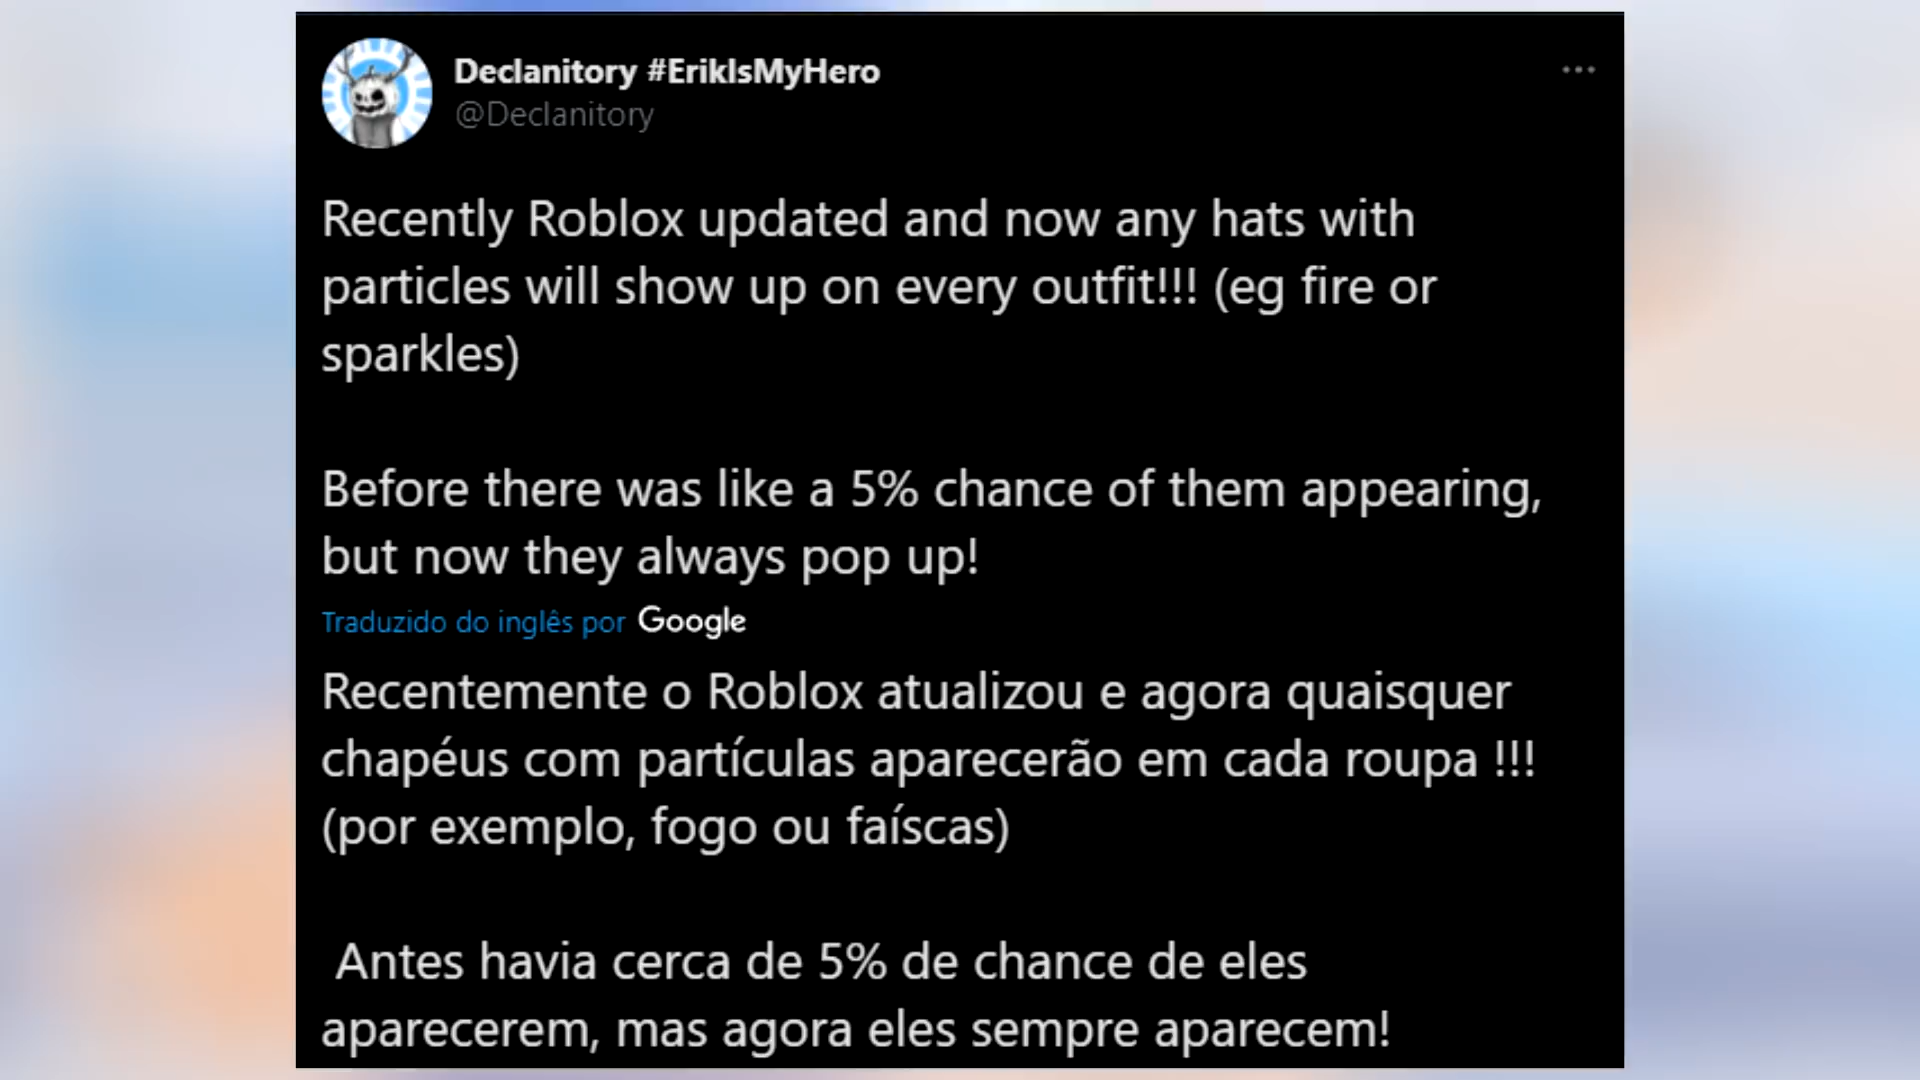 Declanitory #ErikIsMyHero
@Declanitory
Recently Roblox updated and now any hats with
particles will show up on every outfit!!! (eg fire or
sparkles)
Before there was like a 5% chance of them appearing,
but now they always pop up!
Traduzido do inglês por Google
Recentemente o Roblox atualizou e agora quaisquer
chapéus com partículas aparecerão em cada roupa !!!
(por exemplo, fogo ou faíscas)
Antes havia cerca de 5% de chance de eles
aparecerem, mas agora eles sempre aparecem!